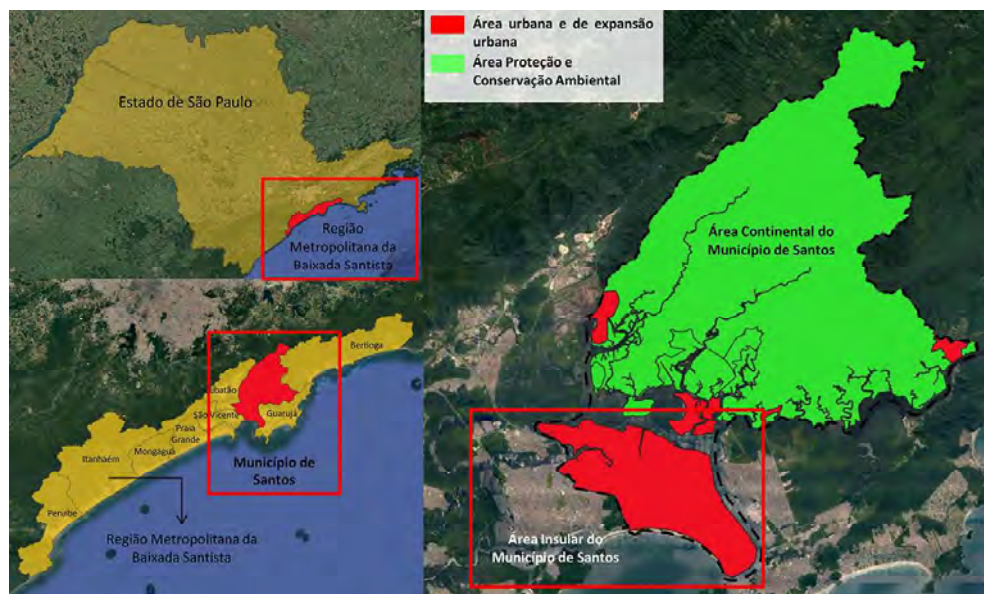 Estado de São Paulo
Região
Metropolitana da
Baixada Santista
Área urbana e de expansão
urbana
Área Proteção e
Conservação Ambiental
Área Continental do
Município de Santos
Bertioga
ubatão
São Vicente
Guarujá
Praia
Grande
Mongaguá
Itanhaém
Peruíbe
Município de
Santos
Região Metropolitana da
Baixada Santista
Área Insular do
Município de Santos